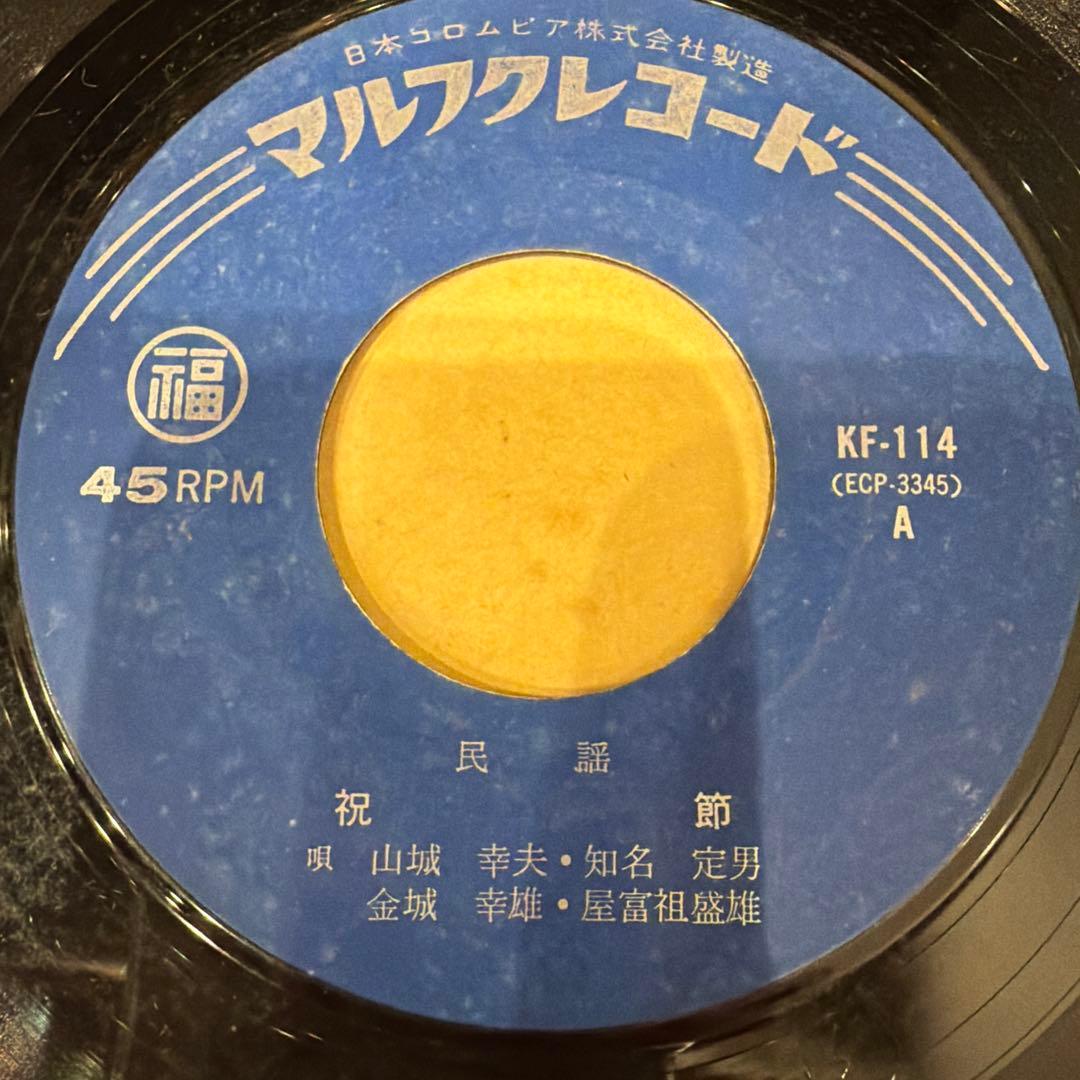 日本コロムビア株式会社製造
マルフクレコード
福
45 RPM
KF-114
(ECP-3345)
A
民 謡
祝 節
唄 山城 幸夫・知名 定男
金城 幸雄・屋富祖盛雄